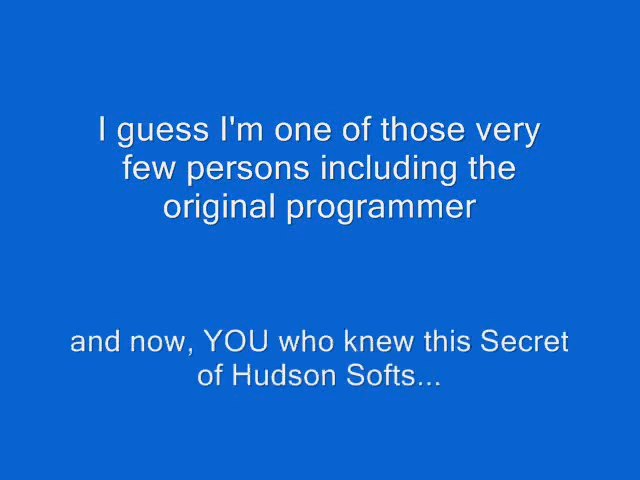 I guess I'm one of those very
few persons including the
original programmer
and now, YOU who knew this Secret
of Hudson Softs...